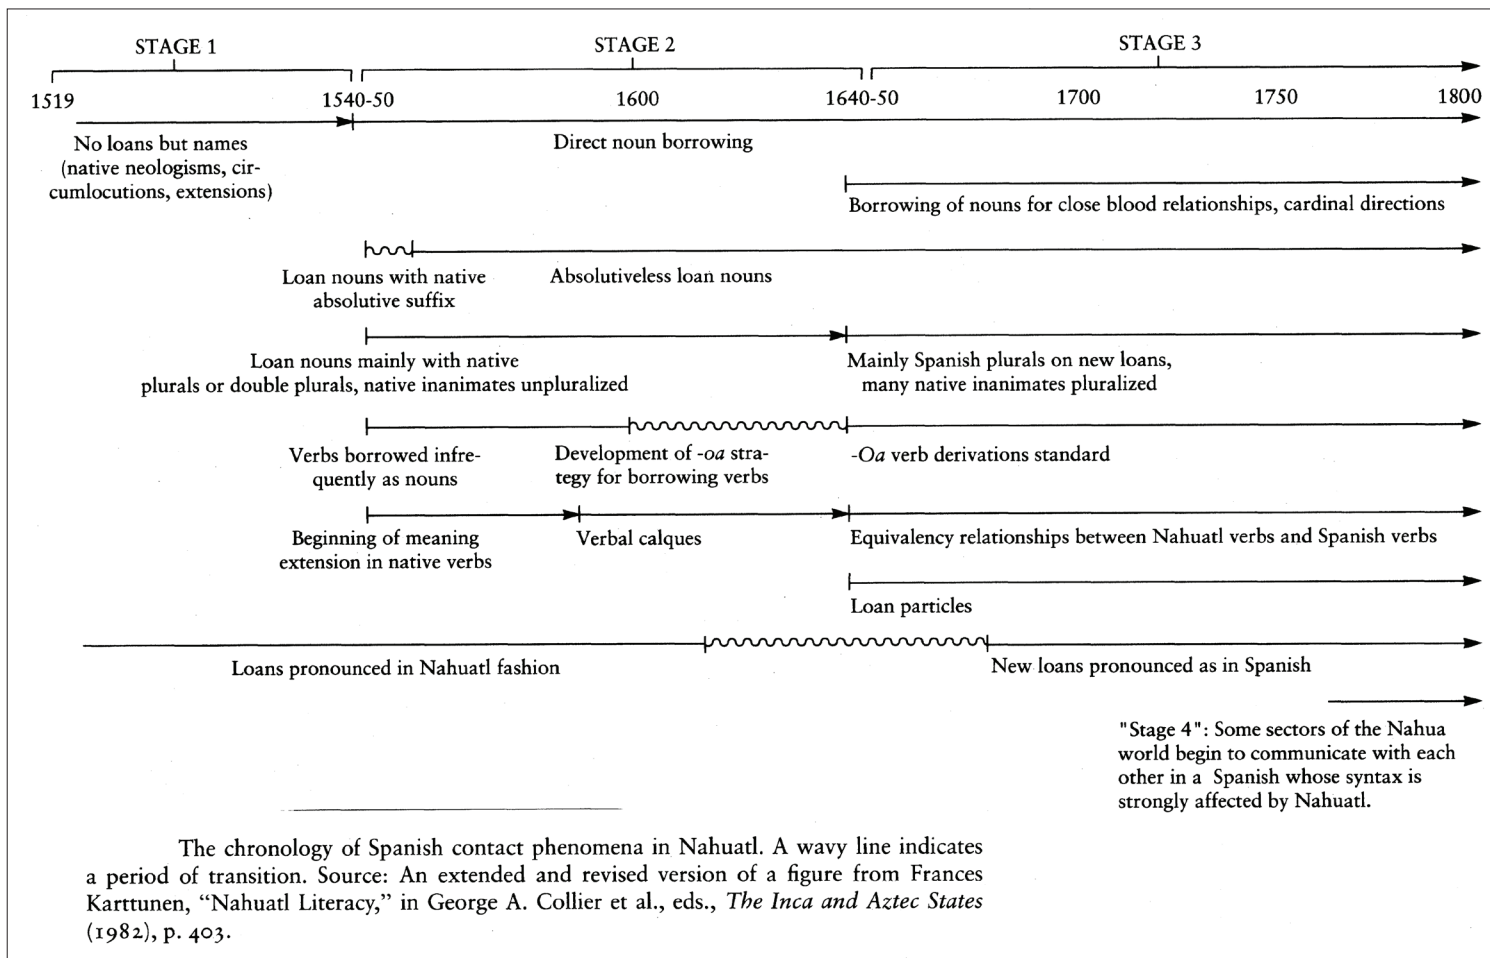 STAGE 1 STAGE 2 STAGE 3
1519 1540-50 1600 1640-50 1700 1750 1800
No loans but names
(native neologisms, cir-
cumlocutions, extensions)
Direct noun borrowing
Borrowing of nouns for close blood relationships, cardinal directions
Loan nouns with native
absolutive suffix
Absolutiveless loan nouns
Loan nouns mainly with native
plurals or double plurals, native inanimates unpluralized
Mainly Spanish plurals on new loans,
many native inanimates pluralized
Verbs borrowed infre-
quently as nouns
Development of -oa stra-
tegy for borrowing verbs
-Oa verb derivations standard
Beginning of meaning
extension in native verbs
Verbal calques
Equivalency relationships between Nahuatl verbs and Spanish verbs
Loan particles
Loans pronounced in Nahuatl fashion
New loans pronounced as in Spanish
"Stage 4": Some sectors of the Nahua
world begin to communicate with each
other in a Spanish whose syntax is
strongly affected by Nahuatl.
The chronology of Spanish contact phenomena in Nahuatl. A wavy line indicates
a period of transition. Source: An extended and revised version of a figure from Frances
Karttunen, “Nahuatl Literacy,” in George A. Collier et al., eds., The Inca and Aztec States
(1982), p. 403.